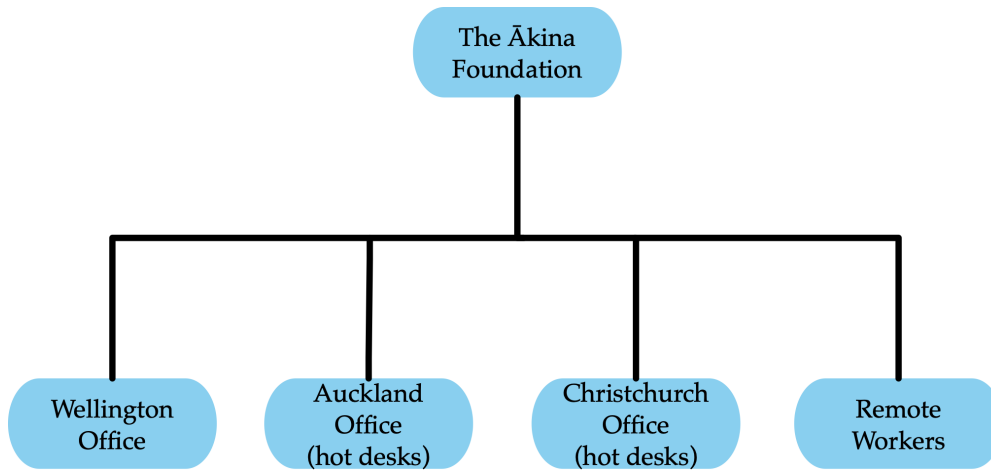 The Ākina
Foundation
Wellington
Office
Auckland
Office
(hot desks)
Christchurch
Office
(hot desks)
Remote
Workers